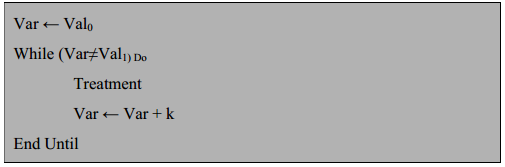 Var ← Val₀
While (Var≠Val₁₎ Do
Treatment
Var ← Var + k
End Until